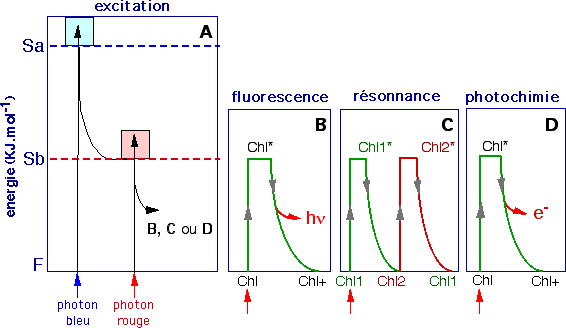 excitation
A
Sa
Sb
F
energie (KJ.mol-1)
B, C ou D
photon
bleu
photon
rouge
fluorescence
B
Chl*
hν
Chl
Chl+
résonnance
C
Chl1*
Chl2*
Chl1
Chl2
Chl1
photochimie
D
Chl*
e-
Chl
Chl+